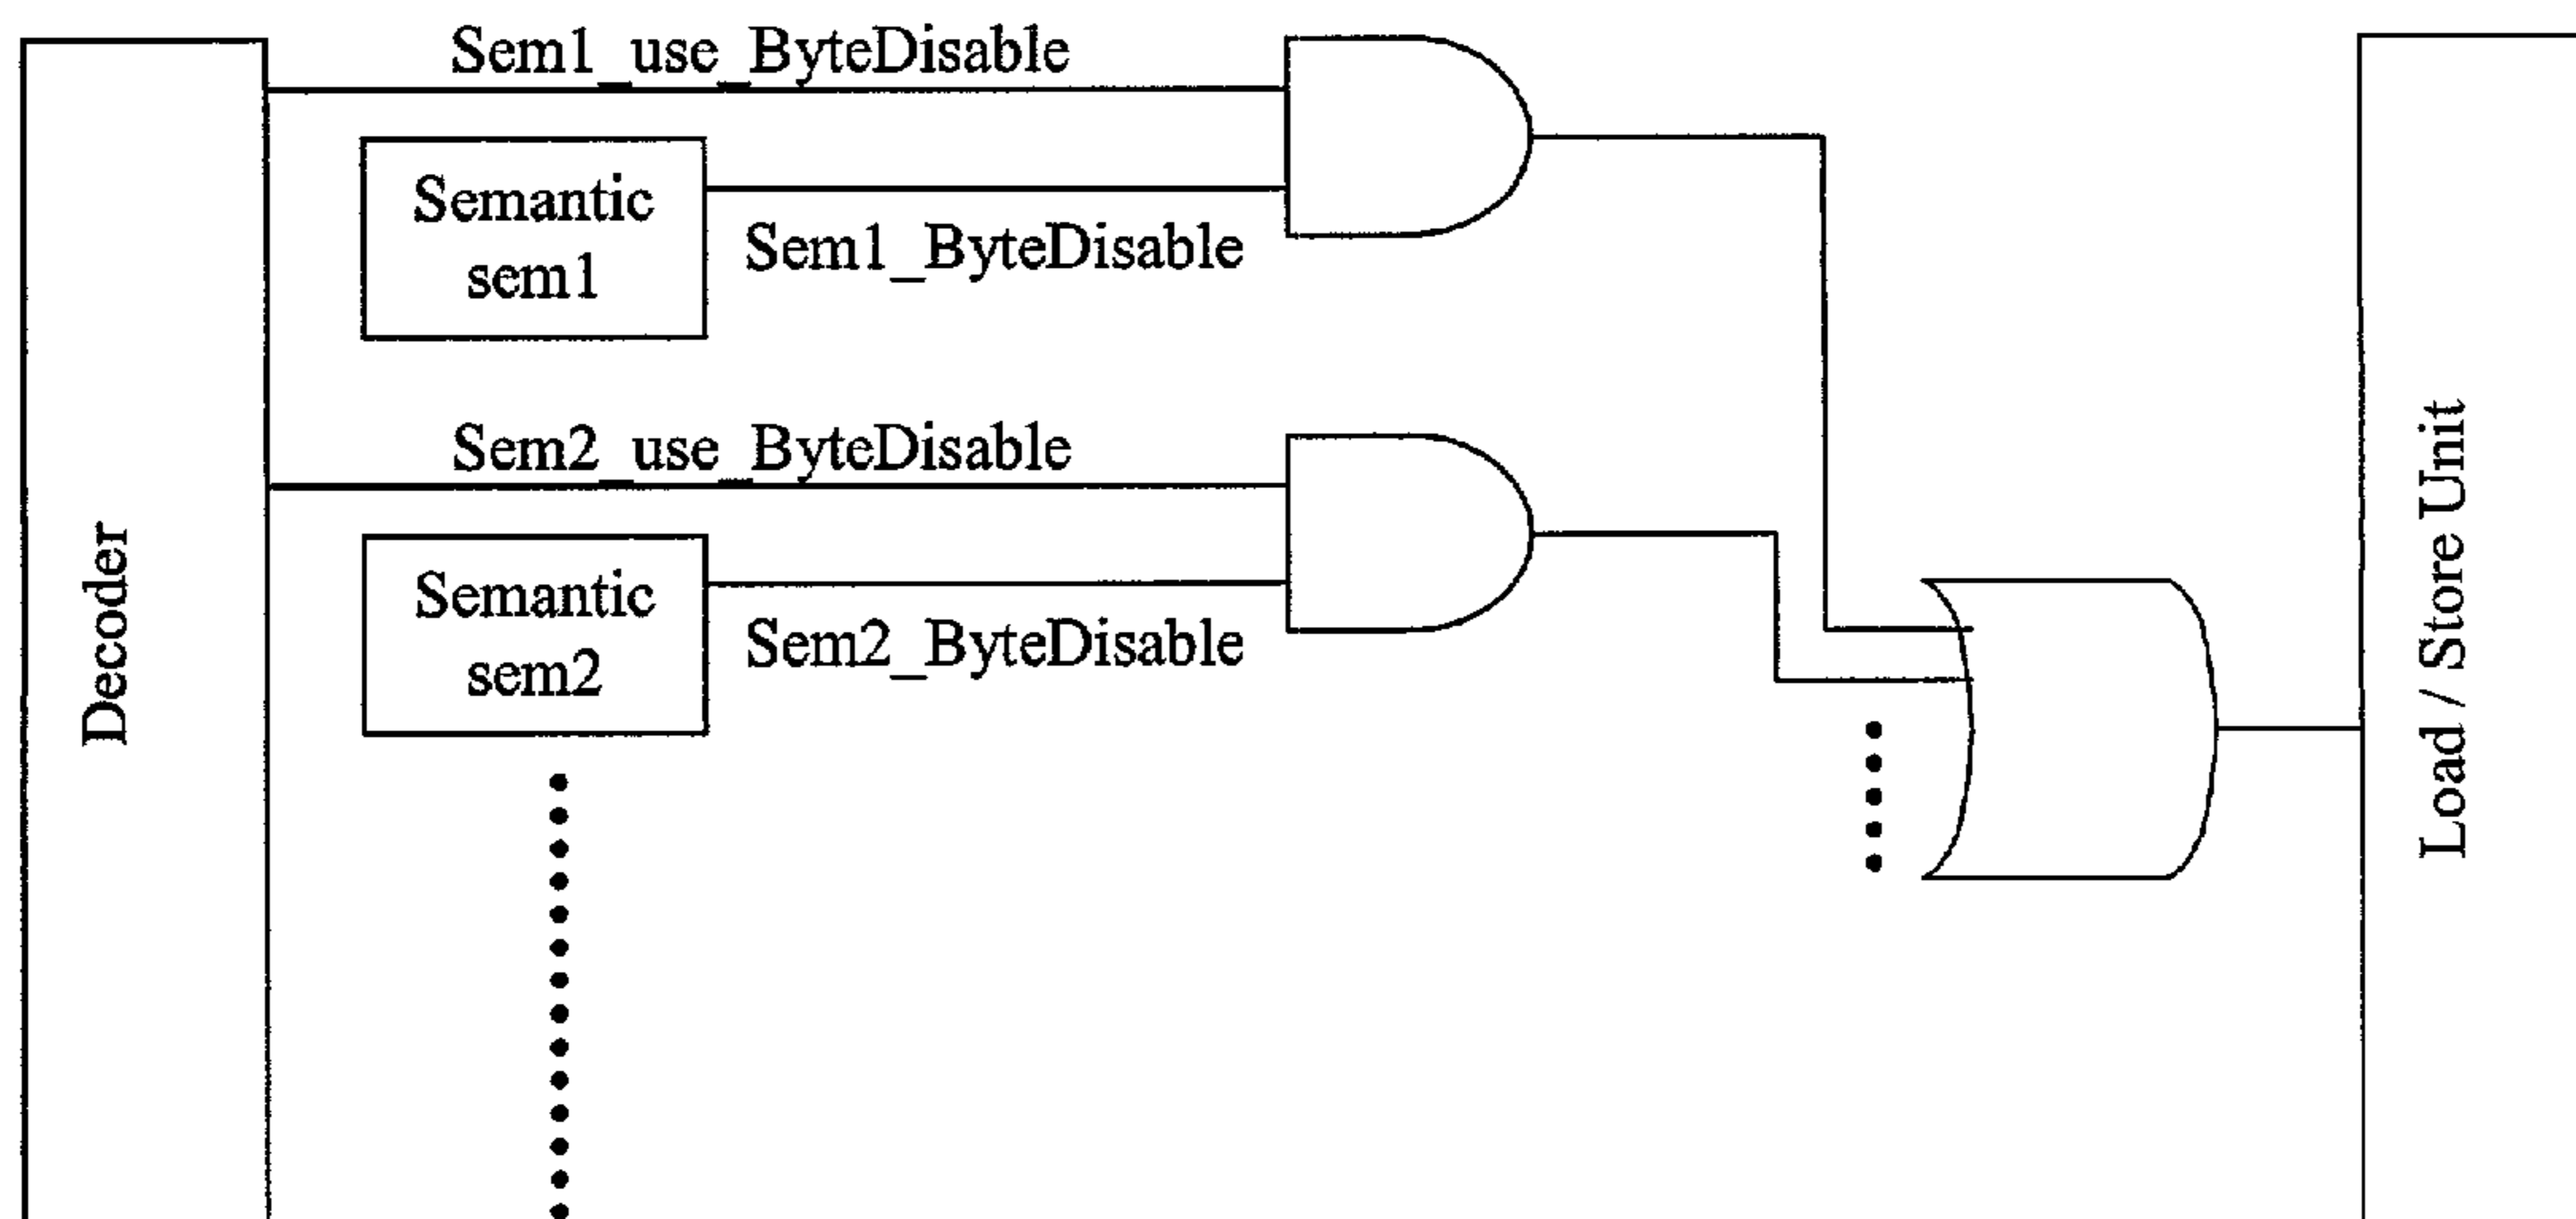 Sem1_use_ByteDisable
Semantic
sem1
Sem1_ByteDisable
Sem2_use_ByteDisable
Semantic
sem2
Sem2_ByteDisable
Decoder
Load / Store Unit